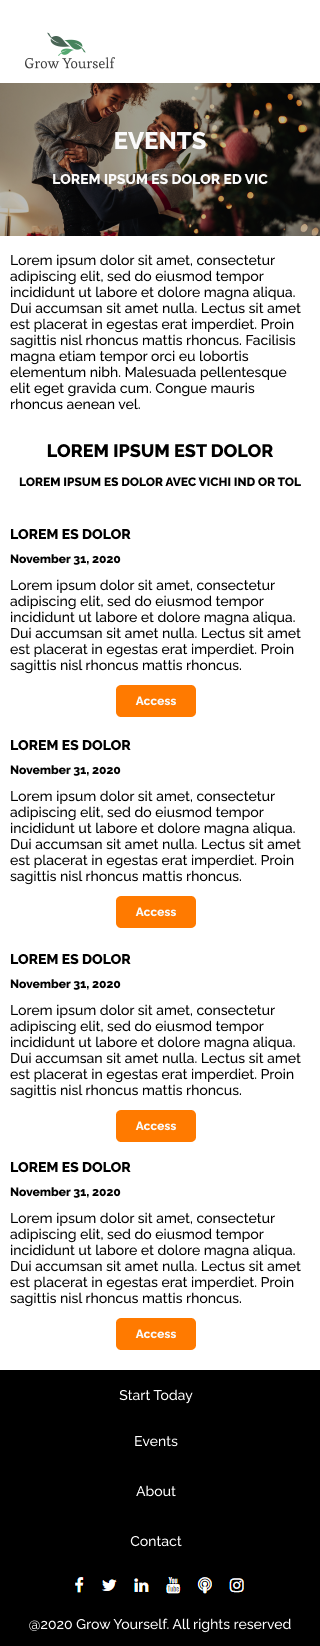 Grow Yourself
EVENTS
LOREM IPSUM ES DOLOR ED VIC
Lorem ipsum dolor sit amet, consectetur
adipiscing elit, sed do eiusmod tempor
incididunt ut labore et dolore magna aliqua.
Dui accumsan sit amet nulla. Lectus sit amet
est placerat in egestas erat imperdiet. Proin
sagittis nisl rhoncus mattis rhoncus. Facilisis
magna etiam tempor orci eu lobortis
elementum nibh. Malesuada pellentesque
elit eget gravida cum. Congue mauris
rhoncus aenean vel.
LOREM IPSUM EST DOLOR
LOREM IPSUM ES DOLOR AVEC VICHI IND OR TOL
LOREM ES DOLOR
November 31, 2020
Lorem ipsum dolor sit amet, consectetur
adipiscing elit, sed do eiusmod tempor
incididunt ut labore et dolore magna aliqua.
Dui accumsan sit amet nulla. Lectus sit amet
est placerat in egestas erat imperdiet. Proin
sagittis nisl rhoncus mattis rhoncus.
Access
LOREM ES DOLOR
November 31, 2020
Lorem ipsum dolor sit amet, consectetur
adipiscing elit, sed do eiusmod tempor
incididunt ut labore et dolore magna aliqua.
Dui accumsan sit amet nulla. Lectus sit amet
est placerat in egestas erat imperdiet. Proin
sagittis nisl rhoncus mattis rhoncus.
Access
LOREM ES DOLOR
November 31, 2020
Lorem ipsum dolor sit amet, consectetur
adipiscing elit, sed do eiusmod tempor
incididunt ut labore et dolore magna aliqua.
Dui accumsan sit amet nulla. Lectus sit amet
est placerat in egestas erat imperdiet. Proin
sagittis nisl rhoncus mattis rhoncus.
Access
LOREM ES DOLOR
November 31, 2020
Lorem ipsum dolor sit amet, consectetur
adipiscing elit, sed do eiusmod tempor
incididunt ut labore et dolore magna aliqua.
Dui accumsan sit amet nulla. Lectus sit amet
est placerat in egestas erat imperdiet. Proin
sagittis nisl rhoncus mattis rhoncus.
Access
Start Today
Events
About
Contact
You
Tube
@2020 Grow Yourself. All rights reserved